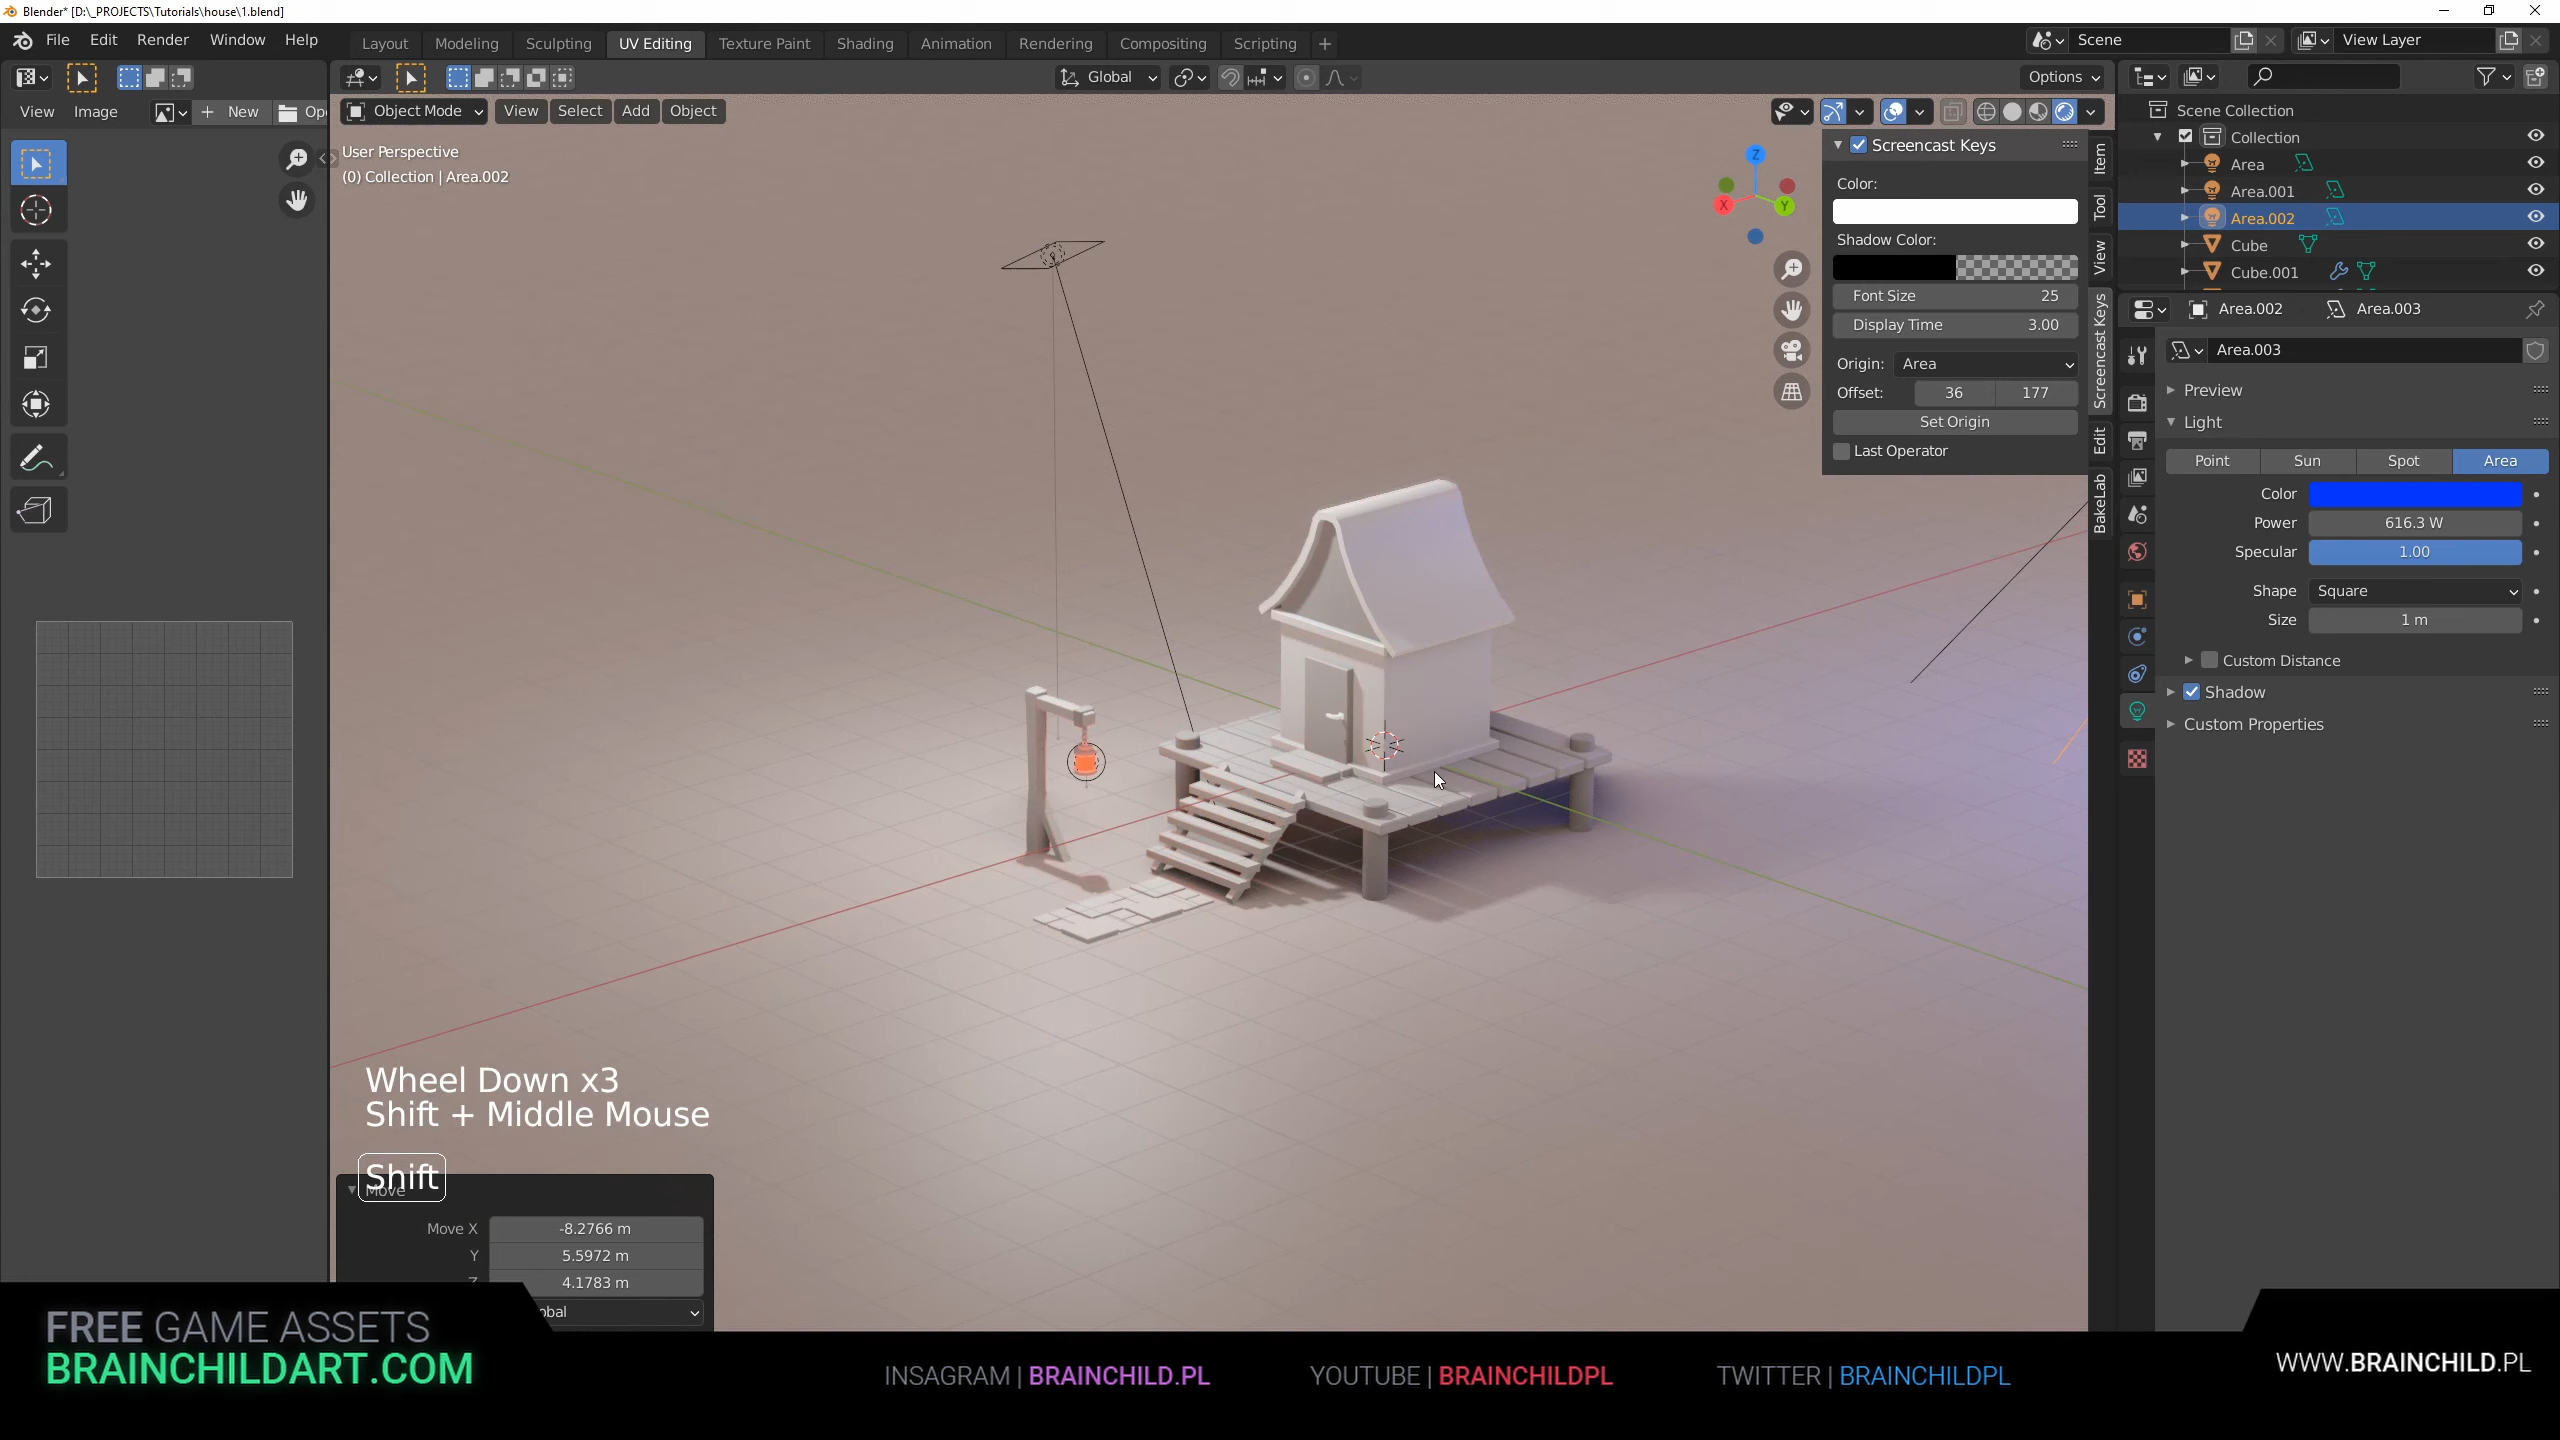 Blender* [D:\_PROJECTS\Tutorials\house\1.blend]
File Edit Render Window Help
Layout Modeling Sculpting UV Editing Texture Paint Shading Animation Rendering Compositing Scripting +
Scene
View Layer
Global
Options
View Image
+ New
Op
Object Mode View Select Add Object
User Perspective
(0) Collection | Area.002
Z
X
Y
Screencast Keys
Color:
Shadow Color:
Font Size 25
Display Time 3.00
Origin: Area
Offset: 36 177
Set Origin
Last Operator
Item
Tool
View
Screencast Keys
Edit
BakeLab
Scene Collection
Collection
Area
Area.001
Area.002
Cube
Cube.001
Area.002 Area.003
Area.003
Preview
Light
Point Sun Spot Area
Color
Power 616.3 W
Specular 1.00
Shape Square
Size 1 m
Custom Distance
Shadow
Custom Properties
Wheel Down x3
Shift + Middle Mouse
Shift
Move
Move X -8.2766 m
Y 5.5972 m
Z 4.1783 m
obal
FREE GAME ASSETS
BRAINCHILDART.COM
INSAGRAM | BRAINCHILD.PL
YOUTUBE | BRAINCHILDPL
TWITTER | BRAINCHILDPL
WWW.BRAINCHILD.PL